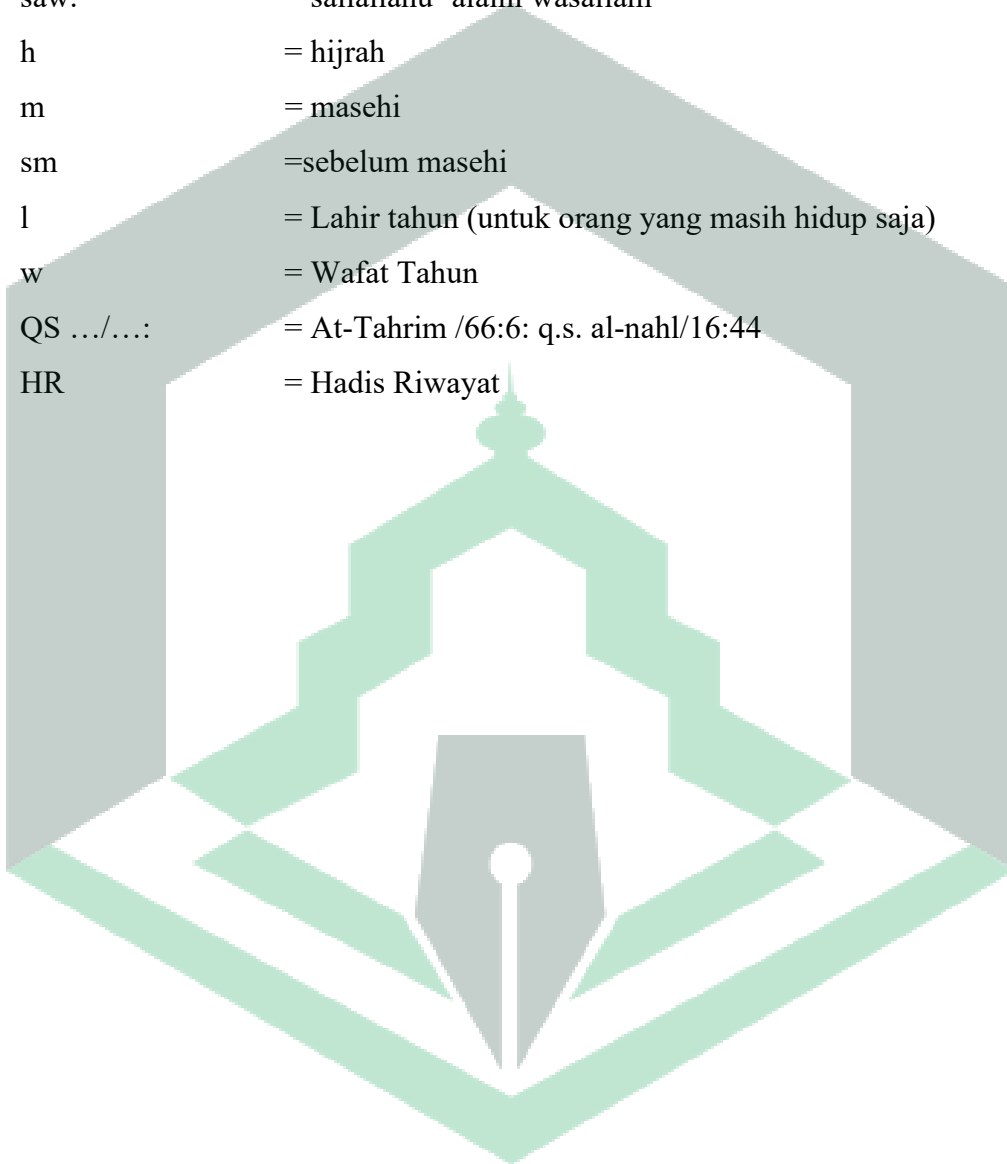 saw.
h = hijrah
m = masehi
sm =sebelum masehi
l = Lahir tahun (untuk orang yang masih hidup saja)
w = Wafat Tahun
QS …/…: = At-Tahrim /66:6: q.s. al-nahl/16:44
HR = Hadis Riwayat